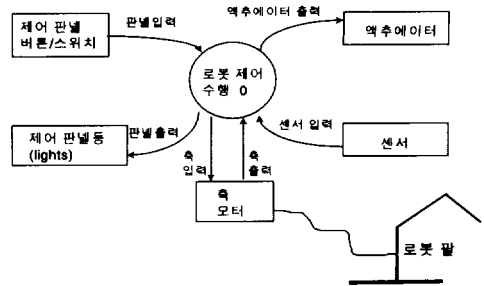 제어 판넬
버튼/스위치
판넬입력
액추에이터 출력
액추에이터
로봇 제어
수행 0
제어 판넬등
(lights)
판넬출력
센서 입력
센서
축
입력
축
출력
축
모터
로봇 팔